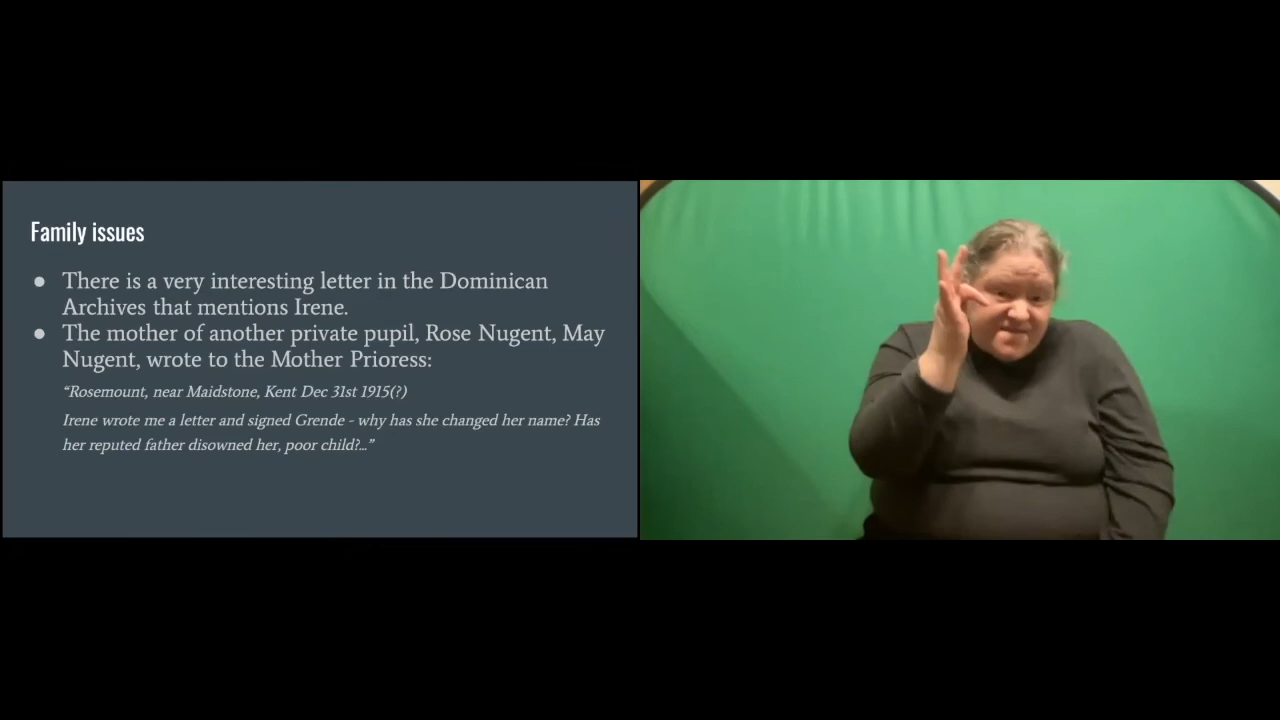 Family issues
● There is a very interesting letter in the Dominican
Archives that mentions Irene.
● The mother of another private pupil, Rose Nugent, May
Nugent, wrote to the Mother Prioress:
“Rosemount, near Maidstone, Kent Dec 31st 1915(?)
Irene wrote me a letter and signed Grende - why has she changed her name? Has
her reputed father disowned her, poor child?...”